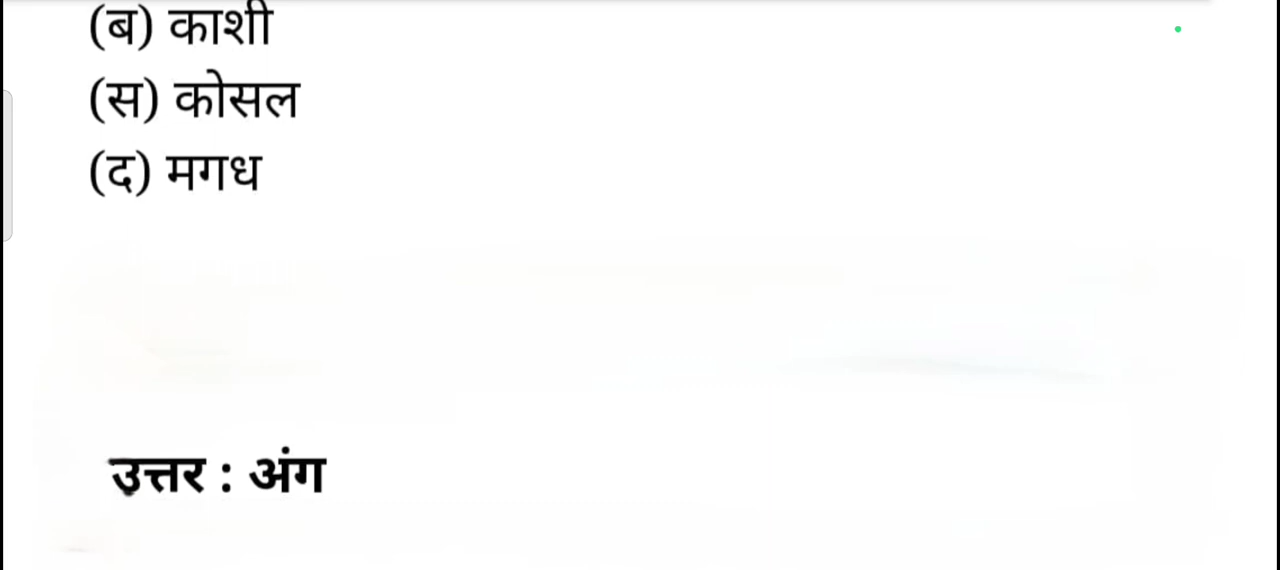 (ब) काशी
(स) कोसल
(द) मगध
उत्तर : अंग